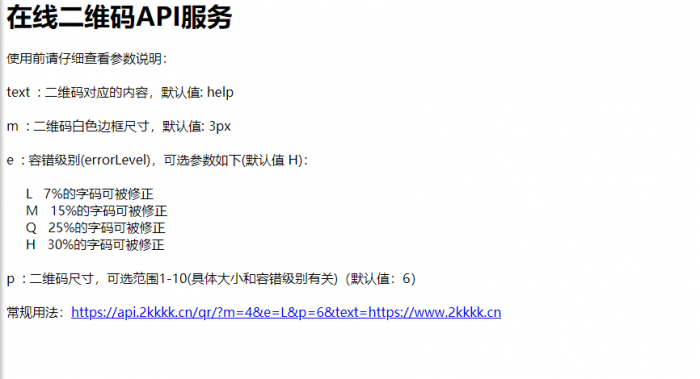 在线二维码API服务
使用前请仔细查看参数说明：
text ：二维码对应的内容，默认值: help
m ：二维码白色边框尺寸，默认值: 3px
e ：容错级别(errorLevel)，可选参数如下(默认值 H)：
L 7%的字码可被修正
M 15%的字码可被修正
Q 25%的字码可被修正
H 30%的字码可被修正
p ：二维码尺寸，可选范围1-10(具体大小和容错级别有关)（默认值：6）
常规用法：https://api.2kkkk.cn/qr/?m=4&e=L&p=6&text=https://www.2kkkk.cn